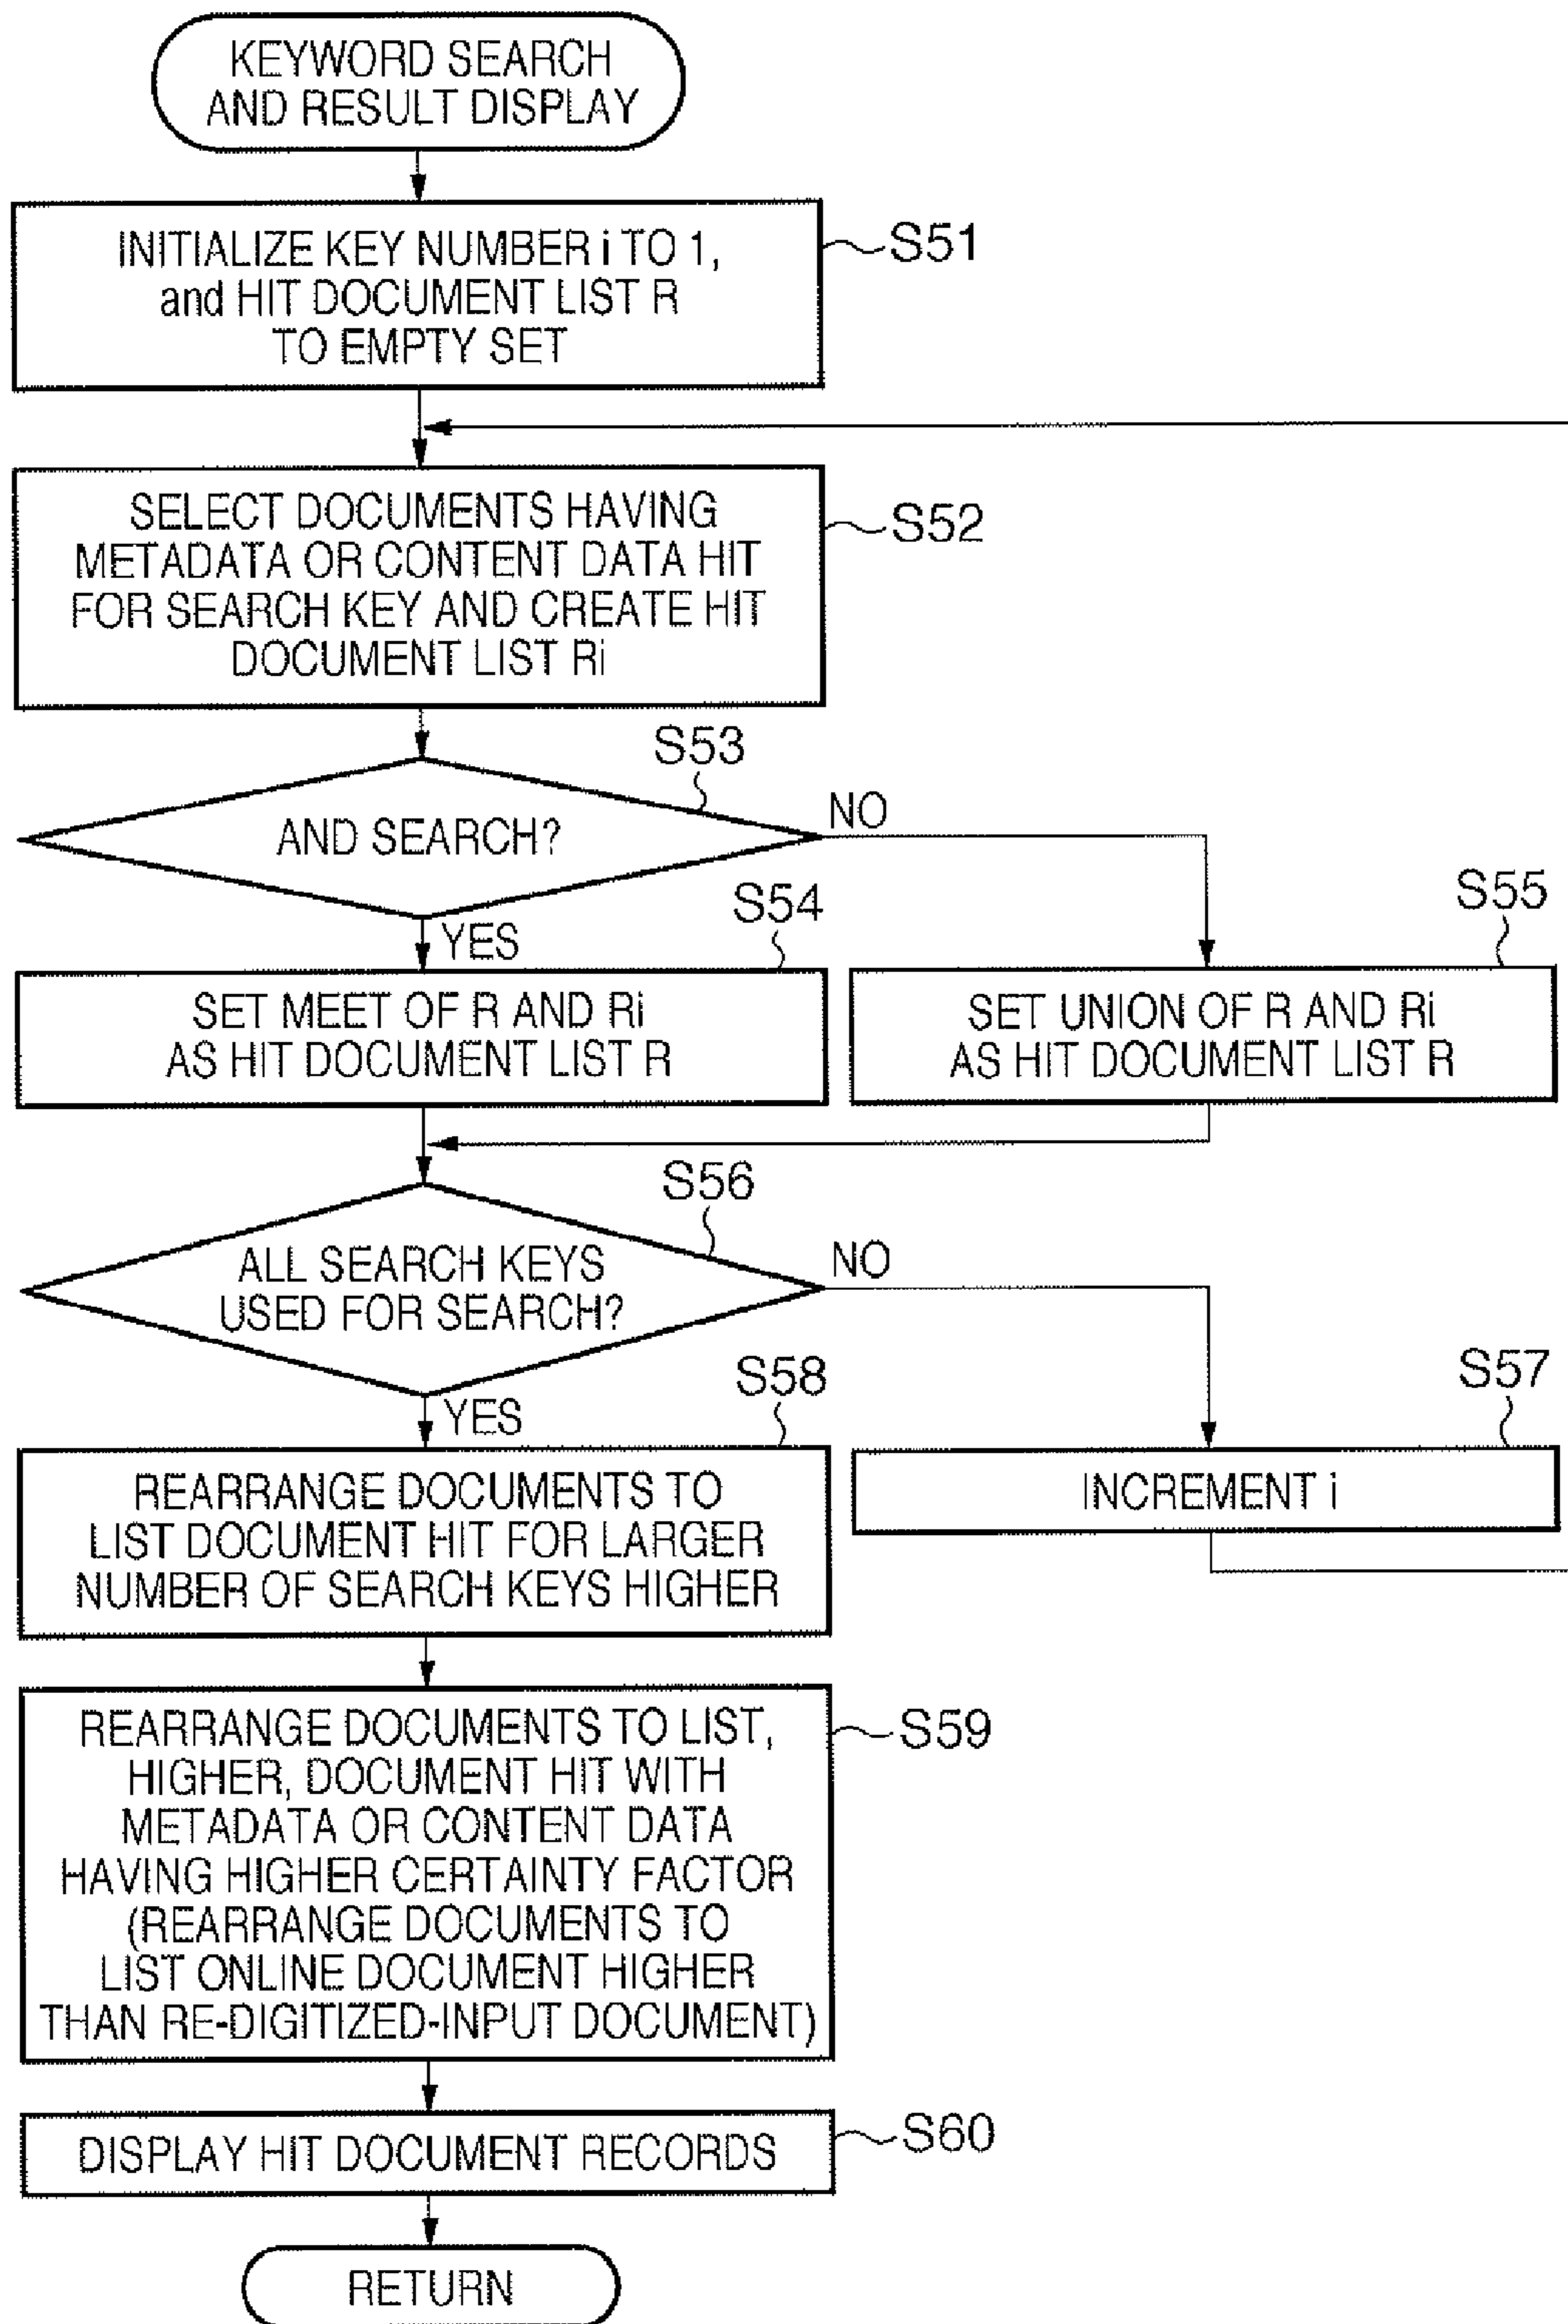 KEYWORD SEARCH
AND RESULT DISPLAY
INITIALIZE KEY NUMBER i TO 1,
and HIT DOCUMENT LIST R
TO EMPTY SET
S51
SELECT DOCUMENTS HAVING
METADATA OR CONTENT DATA HIT
FOR SEARCH KEY AND CREATE HIT
DOCUMENT LIST Ri
S52
S53
AND SEARCH?
NO
YES
S54
S55
SET MEET OF R AND Ri
AS HIT DOCUMENT LIST R
SET UNION OF R AND Ri
AS HIT DOCUMENT LIST R
S56
ALL SEARCH KEYS
USED FOR SEARCH?
NO
YES
S58
S57
REARRANGE DOCUMENTS TO
LIST DOCUMENT HIT FOR LARGER
NUMBER OF SEARCH KEYS HIGHER
INCREMENT i
REARRANGE DOCUMENTS TO LIST,
HIGHER, DOCUMENT HIT WITH
METADATA OR CONTENT DATA
HAVING HIGHER CERTAINTY FACTOR
(REARRANGE DOCUMENTS TO
LIST ONLINE DOCUMENT HIGHER
THAN RE-DIGITIZED-INPUT DOCUMENT)
S59
DISPLAY HIT DOCUMENT RECORDS
S60
RETURN